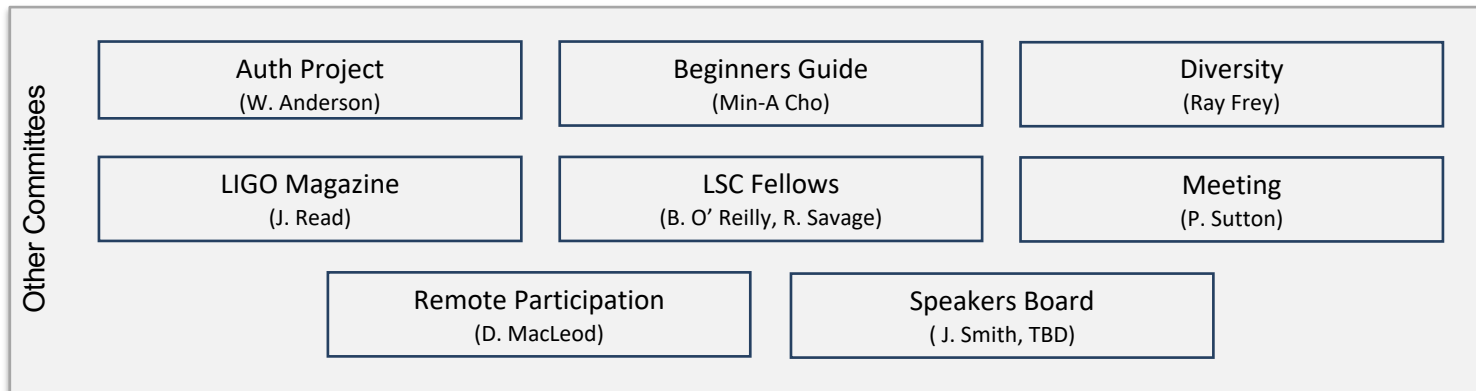 Other Committees
Auth Project
(W. Anderson)
Beginners Guide
(Min-A Cho)
Diversity
(Ray Frey)
LIGO Magazine
(J. Read)
LSC Fellows
(B. O’ Reilly, R. Savage)
Meeting
(P. Sutton)
Remote Participation
(D. MacLeod)
Speakers Board
( J. Smith, TBD)